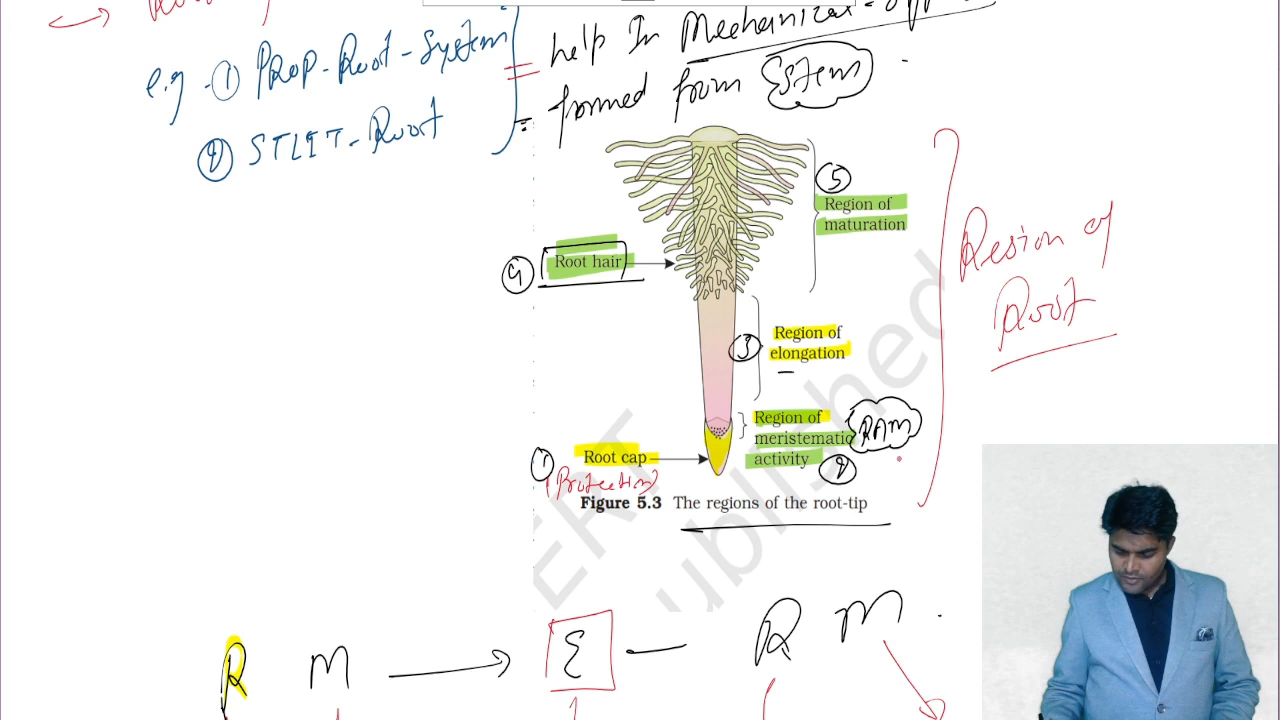 help In Mechanical-
e.g - ① PROP-Root-System
formed from Stem .
② STLIT-Root
⑤
Region of
maturation
④ Root hair
Region of
Root
③ Region of
elongation
Region of
meristematic RAM
activity ②
① Root cap
(Protection)
Figure 5.3 The regions of the root-tip
R M → E — R M .